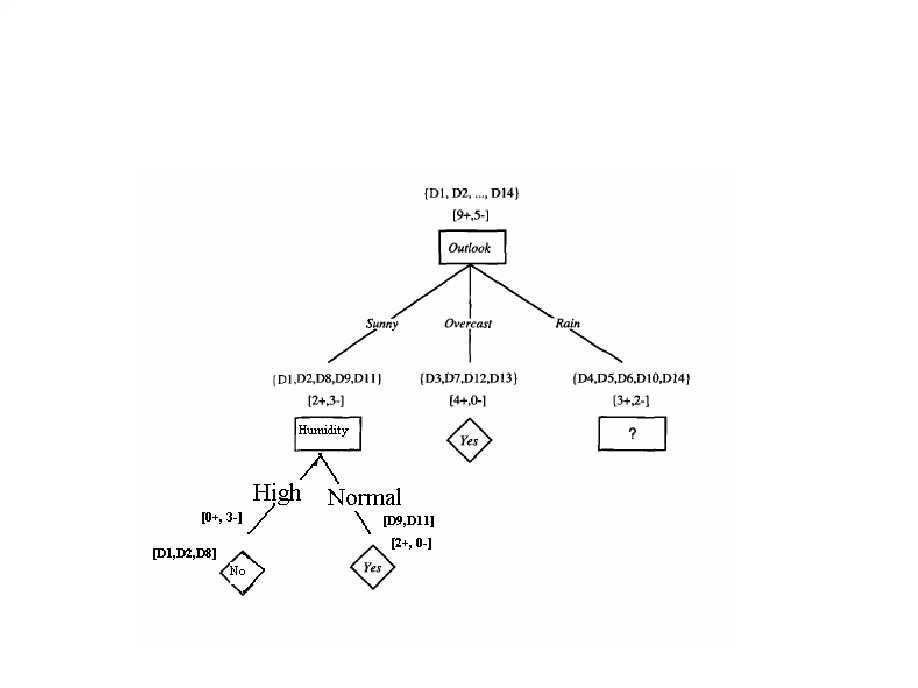 {D1, D2, ..., D14}
[9+,5-]
Outlook
Sunny
Overcast
Rain
{D1,D2,D8,D9,D11}
{D3,D7,D12,D13}
{D4,D5,D6,D10,D14}
[2+,3-]
[4+,0-]
[3+,2-]
Humidity
Yes
?
High
Normal
[0+, 3-]
[D9,D11]
[2+, 0-]
[D1,D2,D8]
No
Yes